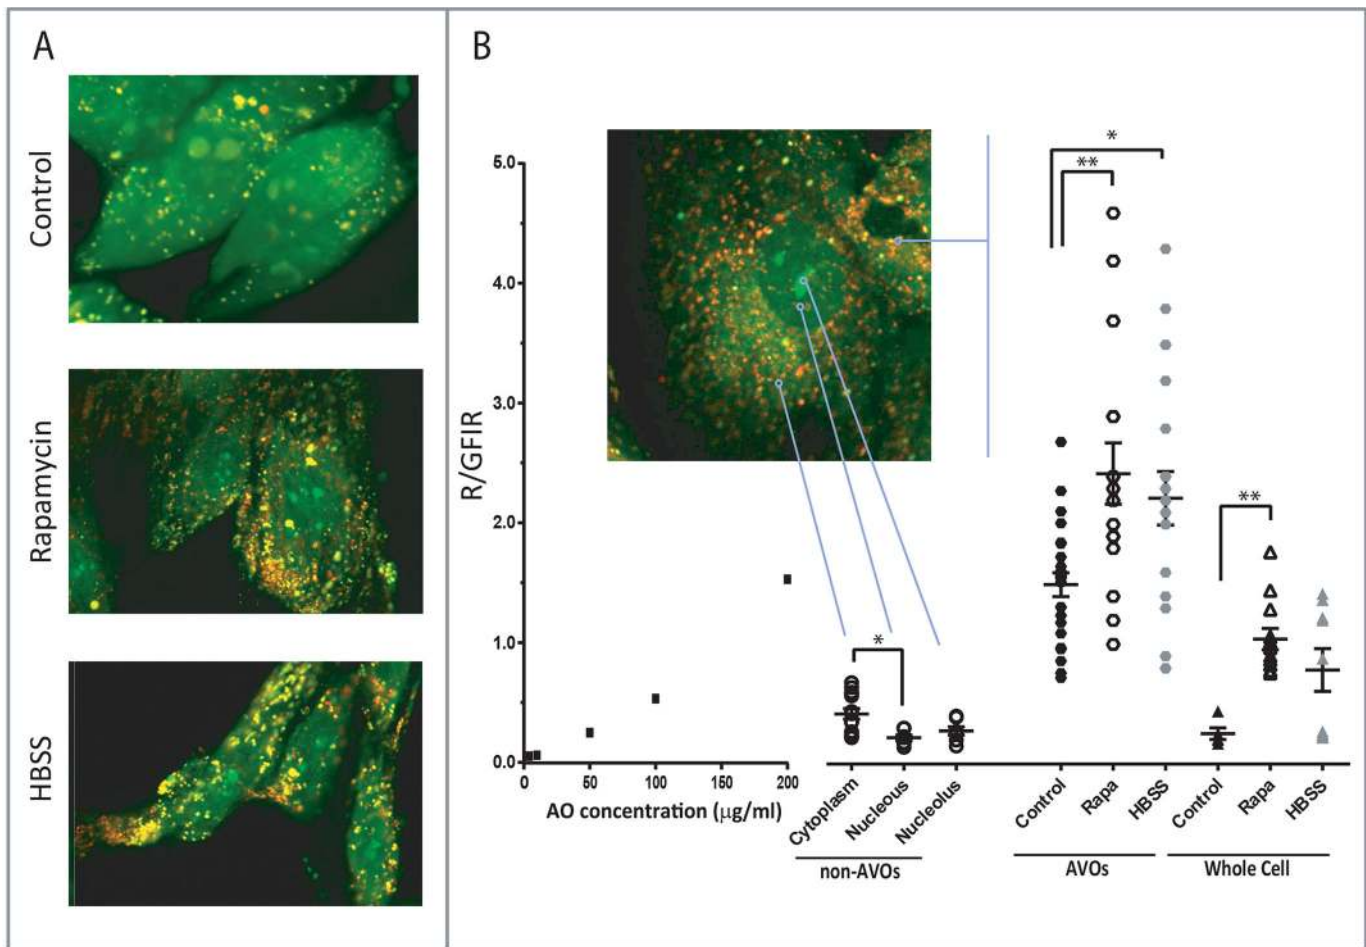 A
Control
Rapamycin
HBSS
B
R/GFIR
5.0
4.0
3.0
2.0
1.0
0.0
0
50
100
150
200
AO concentration (μg/ml)
*
*
**
**
Cytoplasm
Nucleous
Nucleolus
non-AVOs
Control
Rapa
HBSS
AVOs
Control
Rapa
HBSS
Whole Cell